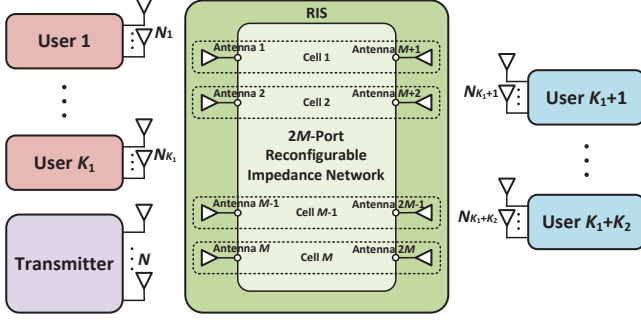 User 1
N1
User K1
NK1
Transmitter
N
RIS
Antenna 1
Cell 1
Antenna M+1
Antenna 2
Cell 2
Antenna M+2
2M-Port
Reconfigurable
Impedance Network
Antenna M-1
Cell M-1
Antenna 2M-1
Antenna M
Cell M
Antenna 2M
NK1+1
User K1+1
NK1+K2
User K1+K2